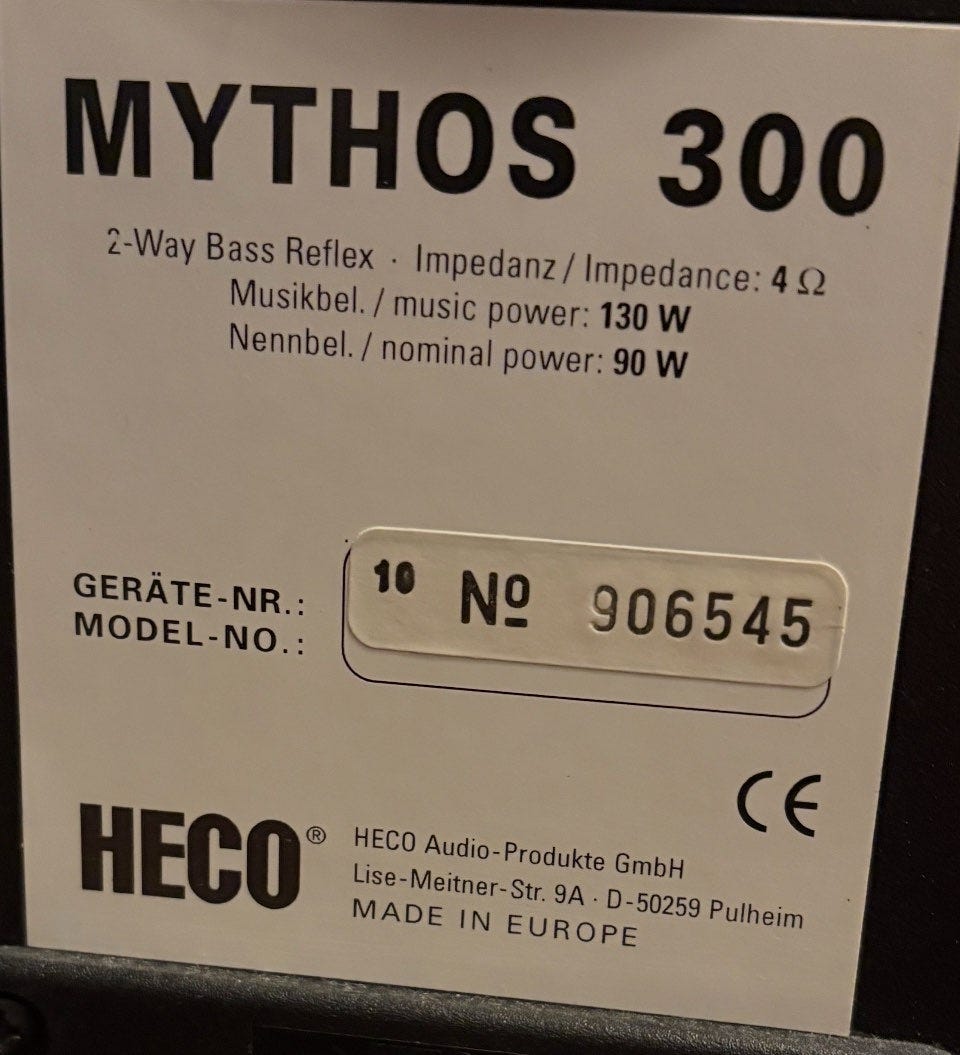 MYTHOS 300
2-Way Bass Reflex · Impedanz / Impedance: 4 Ω
Musikbel. / music power: 130 W
Nennbel. / nominal power: 90 W
GERÄTE-NR.:
MODEL-NO.:
10 Nº 906545
CE
HECO®
HECO Audio-Produkte GmbH
Lise-Meitner-Str. 9A · D-50259 Pulheim
MADE IN EUROPE